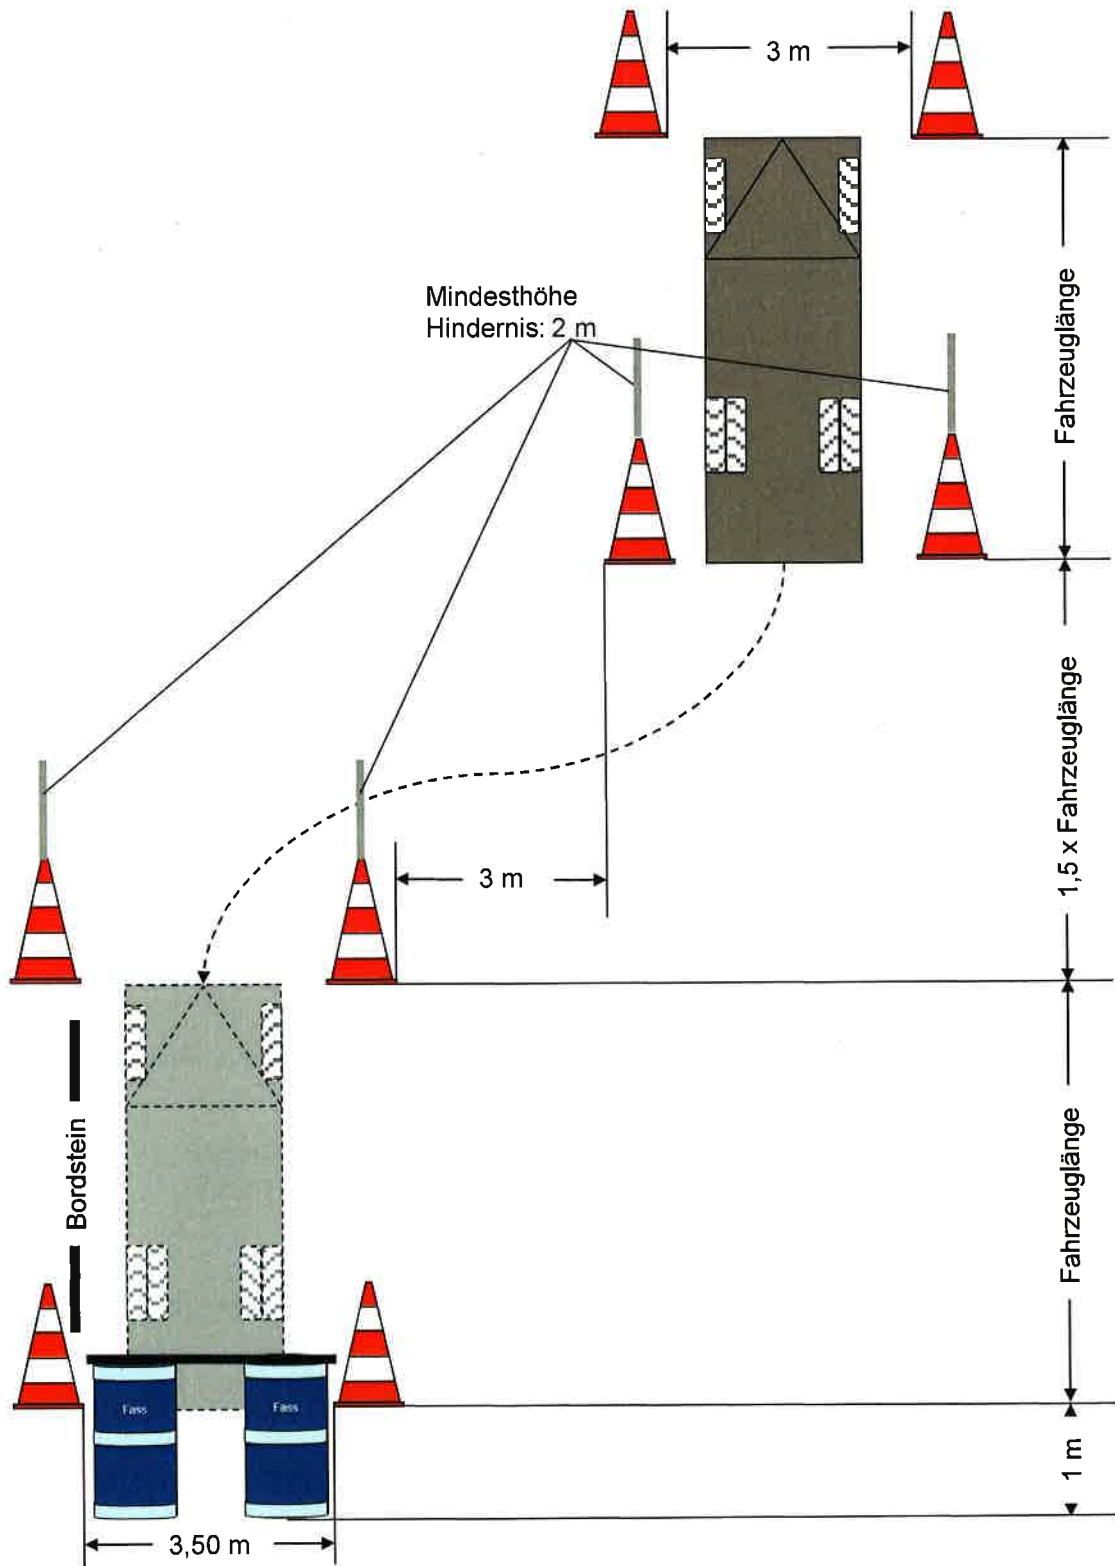 3 m
Mindesthöhe
Hindernis: 2 m
Fahrzeuglänge
1,5 x Fahrzeuglänge
3 m
Bordstein
Fahrzeuglänge
Fass
Fass
1 m
3,50 m